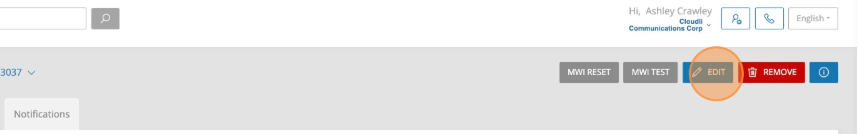 Hi, Ashley Crawley
Cloudli
Communications Corp
English
3037
MWI RESET
MWI TEST
EDIT
REMOVE
Notifications